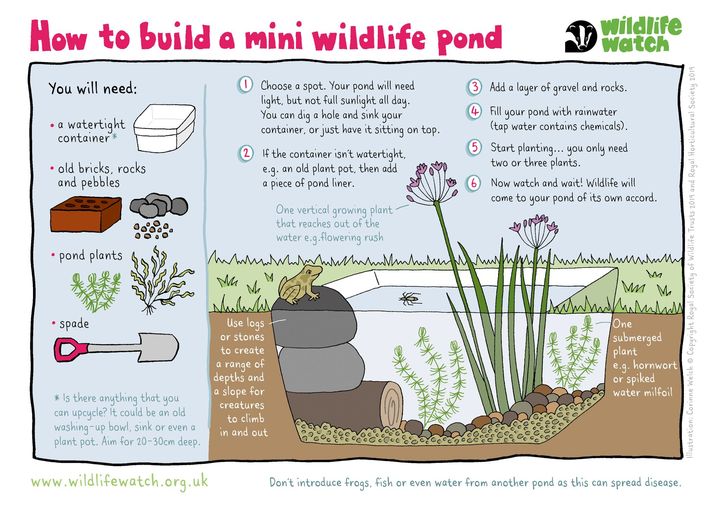 How to build a mini wildlife pond
wildlife
watch
You will need:
• a watertight
container*
• old bricks, rocks
and pebbles
• pond plants
• spade
* Is there anything that you
can upcycle? It could be an old
washing-up bowl, sink or even a
plant pot. Aim for 20-30cm deep.
1 Choose a spot. Your pond will need
light, but not full sunlight all day.
You can dig a hole and sink your
container, or just have it sitting on top.
2 If the container isn't watertight,
e.g. an old plant pot, then add
a piece of pond liner.
3 Add a layer of gravel and rocks.
4 Fill your pond with rainwater
(tap water contains chemicals).
5 Start planting... you only need
two or three plants.
6 Now watch and wait! Wildlife will
come to your pond of its own accord.
One vertical growing plant
that reaches out of the
water e.g.flowering rush
Use logs
or stones
to create
a range of
depths and
a slope for
creatures
to climb
in and out
One
submerged
plant
e.g. hornwort
or spiked
water milfoil
Illustration: Corinne Welch © Copyright Royal Society of Wildlife Trusts 2019 and Royal Horticultural Society 2019
www.wildlifewatch.org.uk
Don't introduce frogs, fish or even water from another pond as this can spread disease.